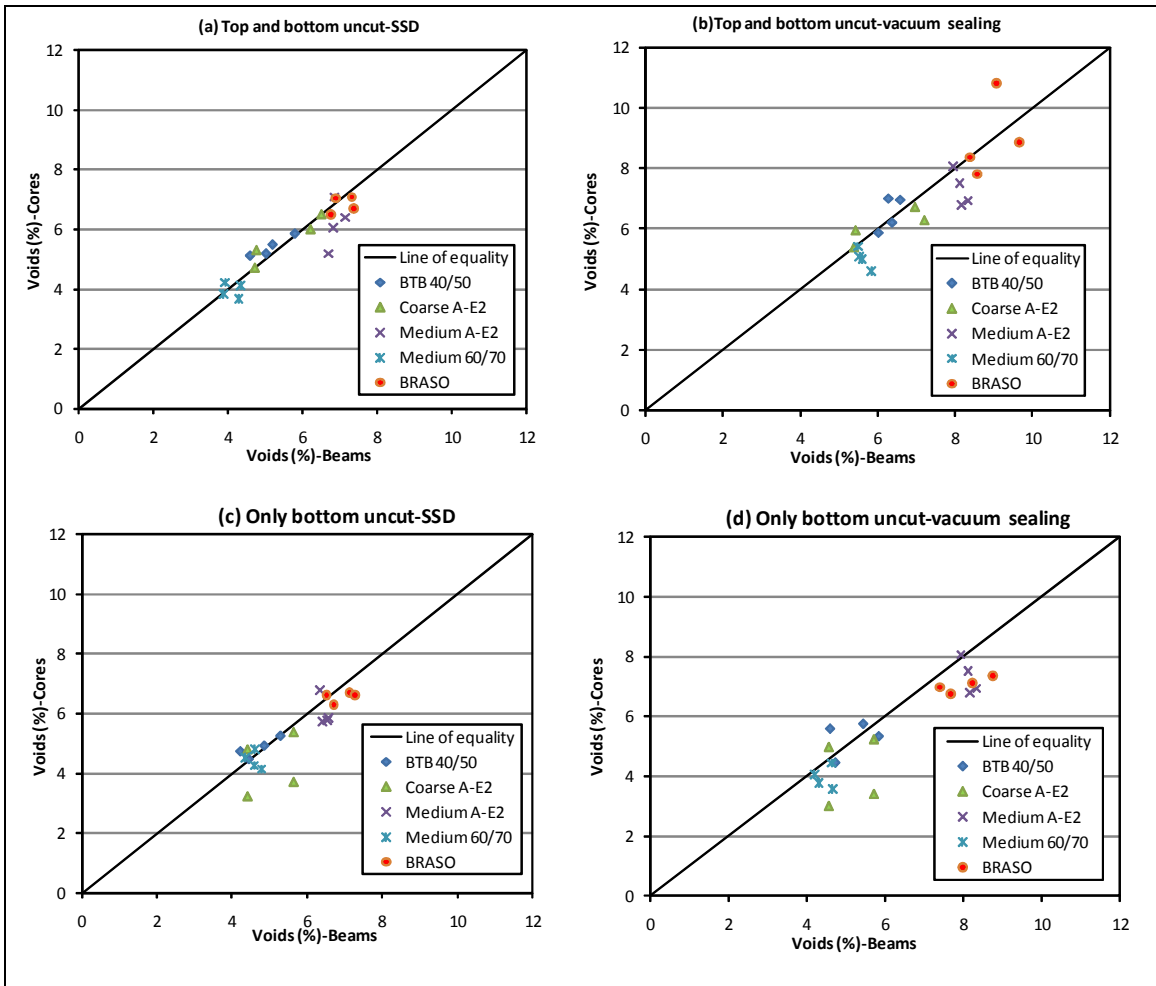 (a) Top and bottom uncut-SSD
12
10
8
6
4
2
0
0 2 4 6 8 10 12
Voids (%)-Cores
Voids (%)-Beams
Line of equality
BTB 40/50
Coarse A-E2
Medium A-E2
Medium 60/70
BRASO
(b)Top and bottom uncut-vacuum sealing
12
10
8
6
4
2
0
0 2 4 6 8 10 12
Voids (%)-Cores
Voids (%)-Beams
Line of equality
BTB 40/50
Coarse A-E2
Medium A-E2
Medium 60/70
BRASO
(c) Only bottom uncut-SSD
12
10
8
6
4
2
0
0 2 4 6 8 10 12
Voids (%)-Cores
Voids (%)-Beams
Line of equality
BTB 40/50
Coarse A-E2
Medium A-E2
Medium 60/70
BRASO
(d) Only bottom uncut-vacuum sealing
12
10
8
6
4
2
0
0 2 4 6 8 10 12
Voids (%)-Cores
Voids (%)-Beams
Line of equality
BTB 40/50
Coarse A-E2
Medium A-E2
Medium 60/70
BRASO